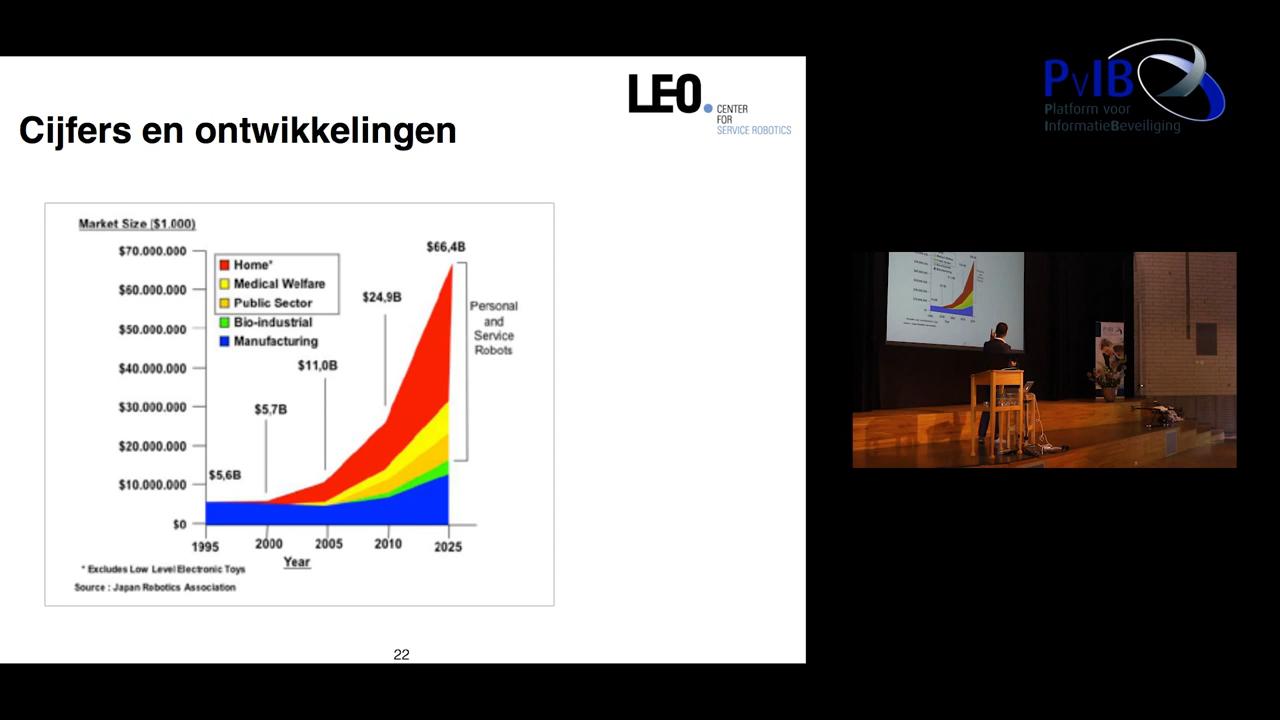 Cijfers en ontwikkelingen
LEO.
CENTER
FOR
SERVICE ROBOTICS
Market Size ($1.000)
$70.000.000
$60.000.000
$50.000.000
$40.000.000
$30.000.000
$20.000.000
$10.000.000
$0
Home*
Medical Welfare
Public Sector
Bio-industrial
Manufacturing
$5,6B
$5,7B
$11,0B
$24,9B
$66,4B
Personal
and
Service
Robots
1995
2000
2005
2010
2025
Year
* Excludes Low Level Electronic Toys
Source : Japan Robotics Association
22
PvIB
Platform voor
InformatieBeveiliging